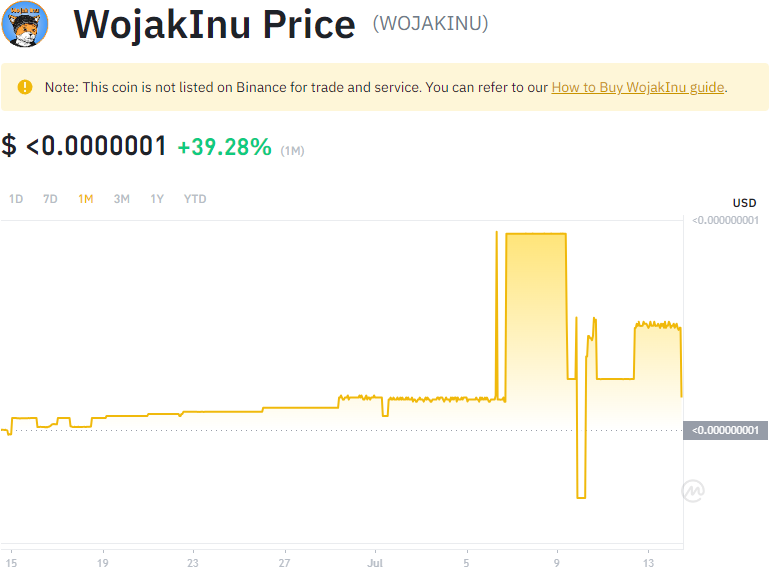 WojakInu Price (WOJAKINU)
Note: This coin is not listed on Binance for trade and service. You can refer to our How to Buy WojakInu guide.
$ <0.0000001 +39.28% (1M)
1D 7D 1M 3M 1Y YTD
USD
<0.000000001
<0.000000001
15 19 23 27 Jul 5 9 13